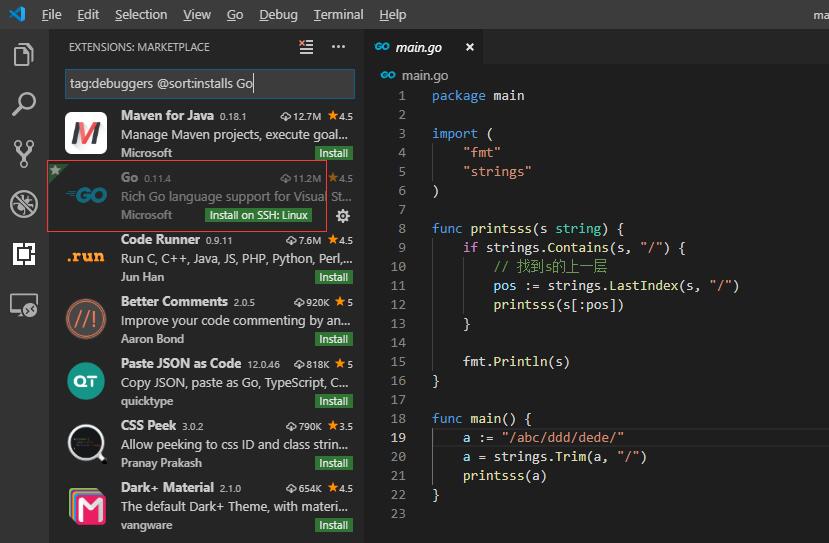 File Edit Selection View Go Debug Terminal Help ma
EXTENSIONS: MARKETPLACE
tag:debuggers @sort:installs Go
Maven for Java 0.18.1 12.7M 4.5
Manage Maven projects, execute goal...
Microsoft Install
Go 0.11.4 11.2M 4.5
GO Rich Go language support for Visual St...
Microsoft Install on SSH: Linux
Code Runner 0.9.11 7.6M 4.5
.run Run C, C++, Java, JS, PHP, Python, Perl,...
Jun Han Install
Better Comments 2.0.5 920K 5
//! Improve your code commenting by an...
Aaron Bond Install
Paste JSON as Code 12.0.46 818K 5
QT Copy JSON, paste as Go, TypeScript, C...
quicktype Install
CSS Peek 3.0.2 790K 3.5
Allow peeking to css ID and class strin...
Pranay Prakash Install
Dark+ Material 2.1.0 654K 4.5
The default Dark+ Theme, with materi...
vangware Install
GO main.go ×
GO main.go
1 package main
2
3 import (
4 "fmt"
5 "strings"
6 )
7
8 func printsss(s string) {
9 if strings.Contains(s, "/") {
10 // 找到s的上一层
11 pos := strings.LastIndex(s, "/")
12 printsss(s[:pos])
13 }
14
15 fmt.Println(s)
16 }
17
18 func main() {
19 a := "/abc/ddd/dede/"
20 a = strings.Trim(a, "/")
21 printsss(a)
22 }
23